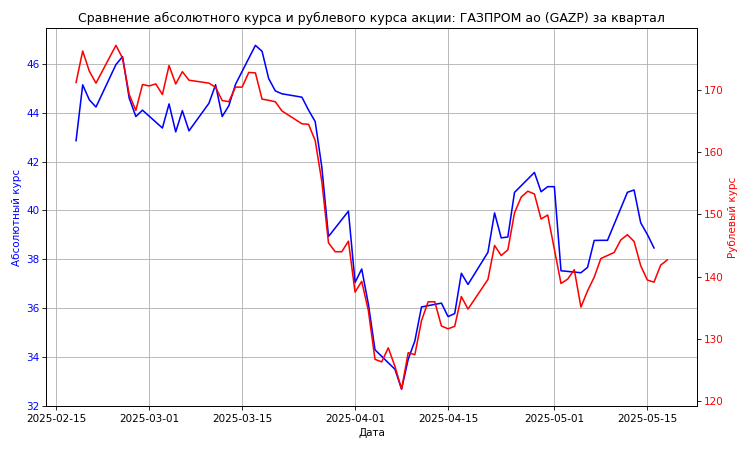 Сравнение абсолютного курса и рублевого курса акции: ГАЗПРОМ ао (GAZP) за квартал
Абсолютный курс
46
44
42
40
38
36
34
32
170
160
150
140
130
120
Рублевый курс
2025-02-15 2025-03-01 2025-03-15 2025-04-01 2025-04-15 2025-05-01 2025-05-15
Дата